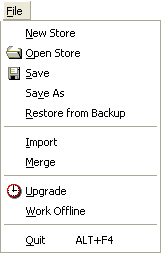 File
New Store
Open Store
Save
Save As
Restore from Backup
Import
Merge
Upgrade
Work Offline
Quit ALT+F4